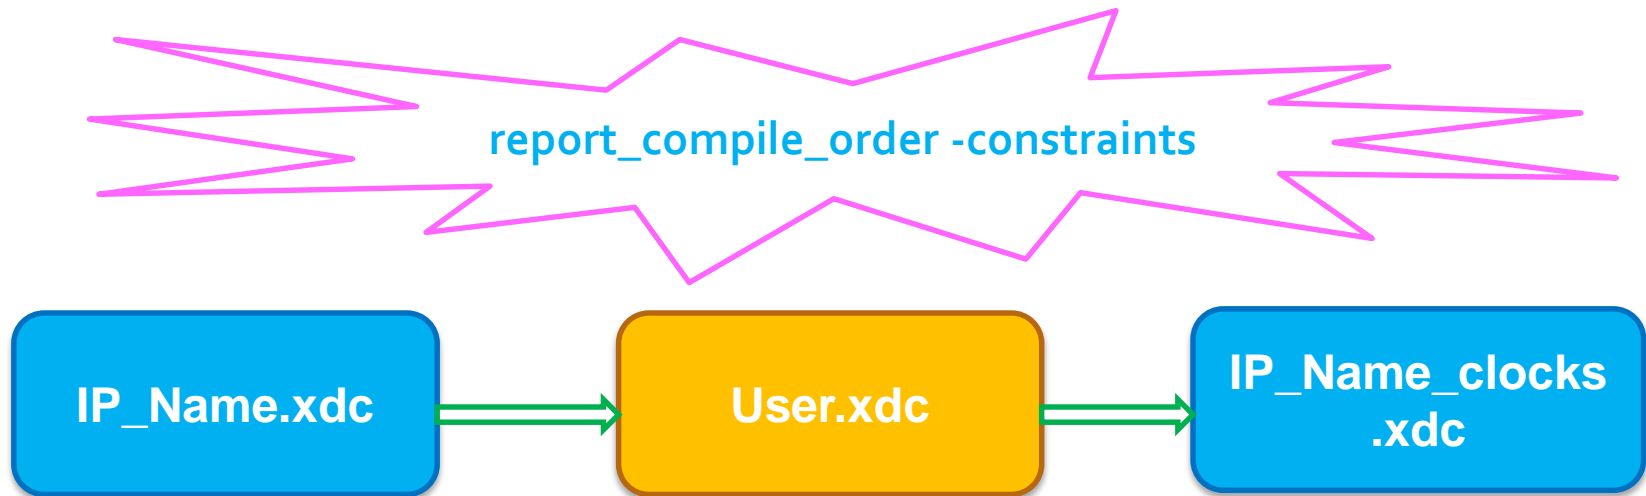 report_compile_order -constraints
IP_Name.xdc
User.xdc
IP_Name_clocks
.xdc